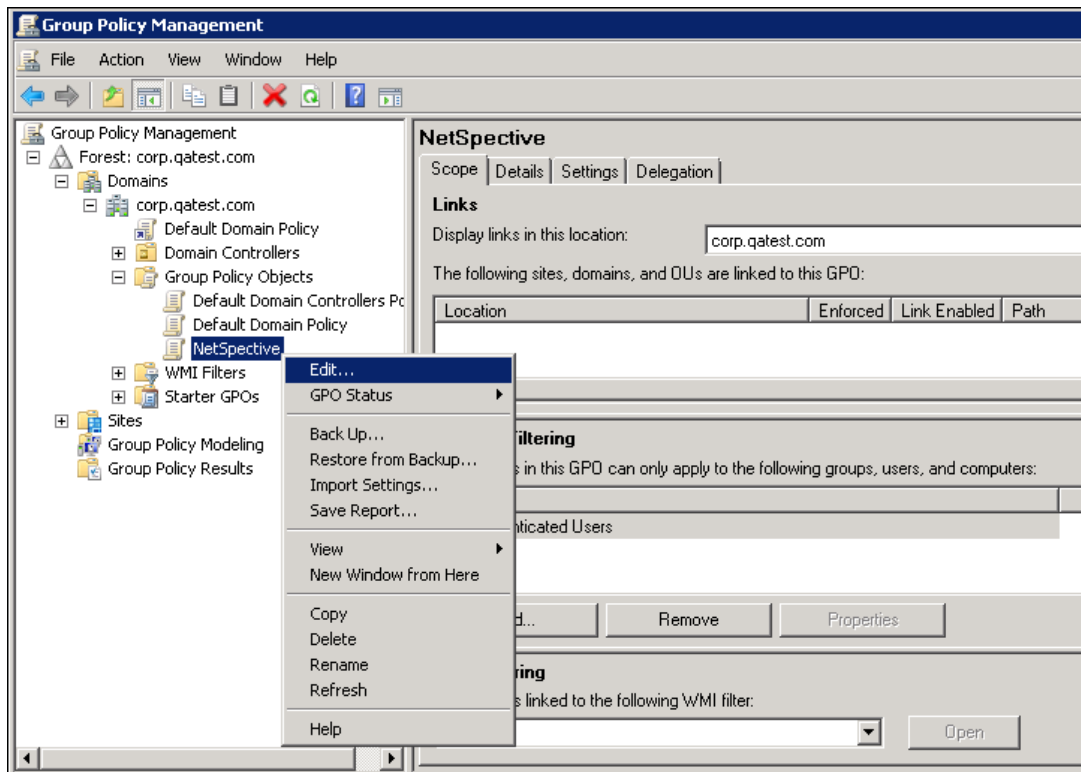 Group Policy Management
File Action View Window Help
Group Policy Management
Forest: corp.qatest.com
Domains
corp.qatest.com
Default Domain Policy
Domain Controllers
Group Policy Objects
Default Domain Controllers Po
Default Domain Policy
NetSpective
WMI Filters
Starter GPOs
Sites
Group Policy Modeling
Group Policy Results
Edit...
GPO Status
Back Up...
Restore from Backup...
Import Settings...
Save Report...
View
New Window from Here
Copy
Delete
Rename
Refresh
Help
NetSpective
Scope Details Settings Delegation
Links
Display links in this location: corp.qatest.com
The following sites, domains, and OUs are linked to this GPO:
Location Enforced Link Enabled Path
iltering
s in this GPO can only apply to the following groups, users, and computers:
nticated Users
d... Remove Properties
ring
s linked to the following WMI filter:
Open